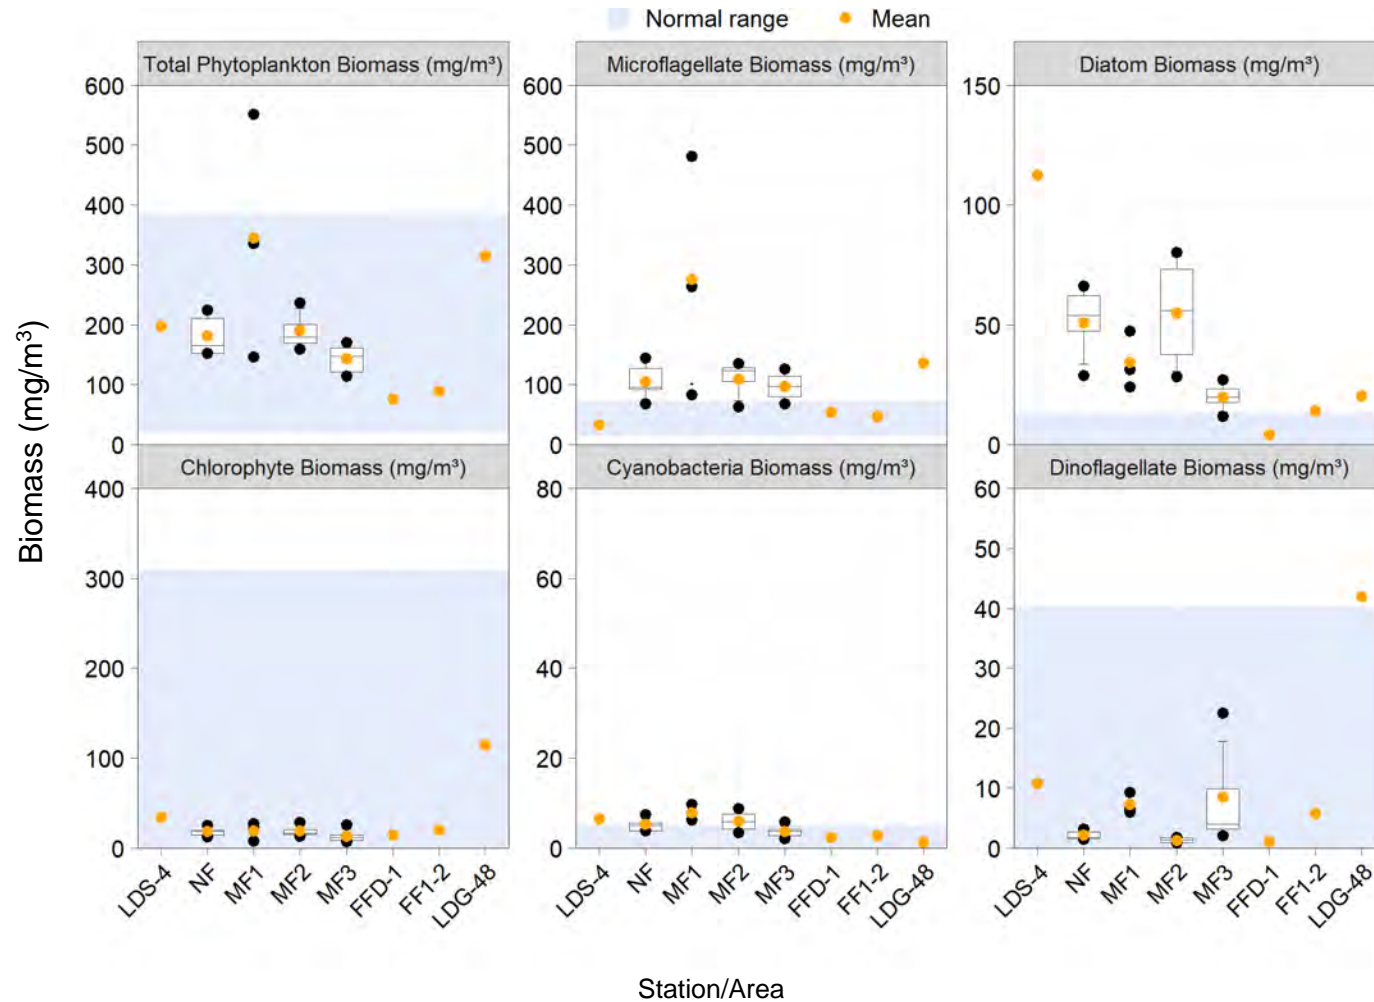 Normal range Mean
Total Phytoplankton Biomass (mg/m³) Microflagellate Biomass (mg/m³) Diatom Biomass (mg/m³)
600 600 150
500 500
400 400 100
300 300
200 200 50
100 100
0 0 0
Chlorophyte Biomass (mg/m³) Cyanobacteria Biomass (mg/m³) Dinoflagellate Biomass (mg/m³)
400 80 60
50
300 60
40
200 40 30
20
100 20
10
0 0 0
LDS-4 NF MF1 MF2 MF3 FFD-1 FF1-2 LDG-48 LDS-4 NF MF1 MF2 MF3 FFD-1 FF1-2 LDG-48 LDS-4 NF MF1 MF2 MF3 FFD-1 FF1-2 LDG-48
Biomass (mg/m³)
Station/Area